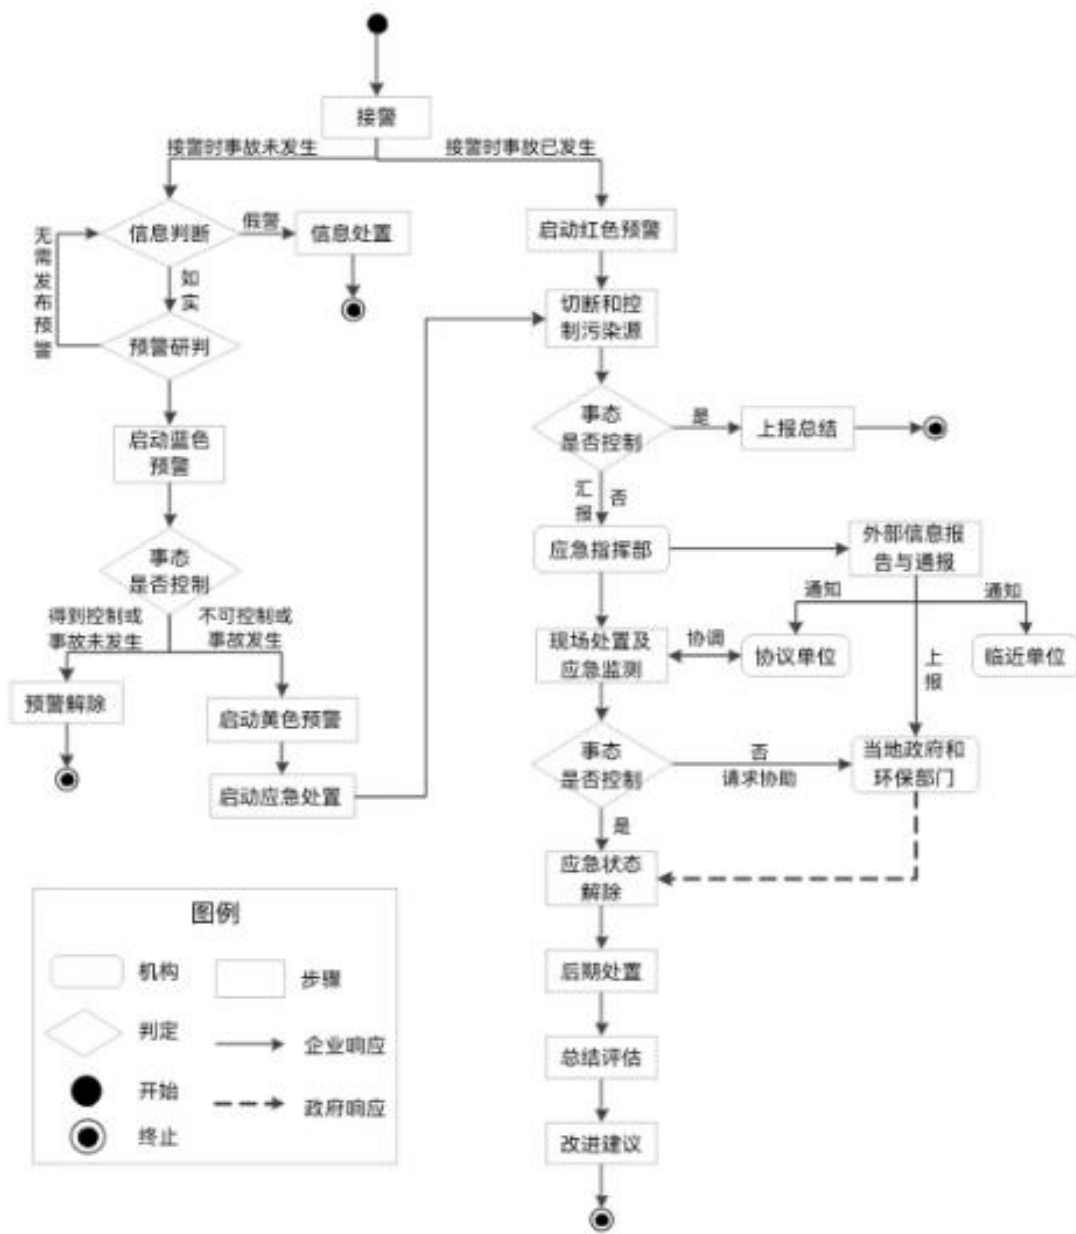 接警
接警时事故未发生
接警时事故已发生
信息判断
假警
信息处置
启动红色预警
无需发布预警
如实
切断和控
制污染源
预警研判
事态
是否控制
是
上报总结
启动蓝色
预警
汇报
否
应急指挥部
外部信息报
告与通报
事态
是否控制
通知
通知
得到控制或
事故未发生
不可控制或
事故发生
现场处置及
应急监测
协调
协议单位
临近单位
上报
预警解除
启动黄色预警
事态
是否控制
否
请求协助
当地政府和
环保部门
启动应急处置
是
应急状态
解除
后期处置
总结评估
改进建议
图例
机构
步骤
判定
企业响应
开始
政府响应
终止